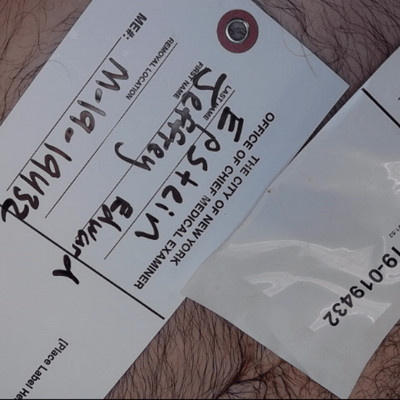 THE CITY OF NEW YORK
OFFICE OF CHIEF MEDICAL EXAMINER
Epstein
LAST NAME
Jeffrey Edward
FIRST NAME
REMOVAL LOCATION
M-19-19432
ME#:
[Place Label He
19-019432